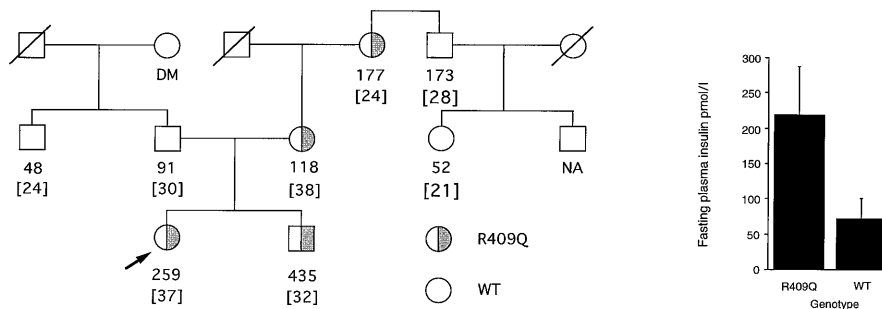 DM
177
[24]
173
[28]
48
[24]
91
[30]
118
[38]
52
[21]
NA
259
[37]
435
[32]
R409Q
WT
Fasting plasma insulin pmol/l
300
250
200
150
100
50
0
R409Q
WT
Genotype